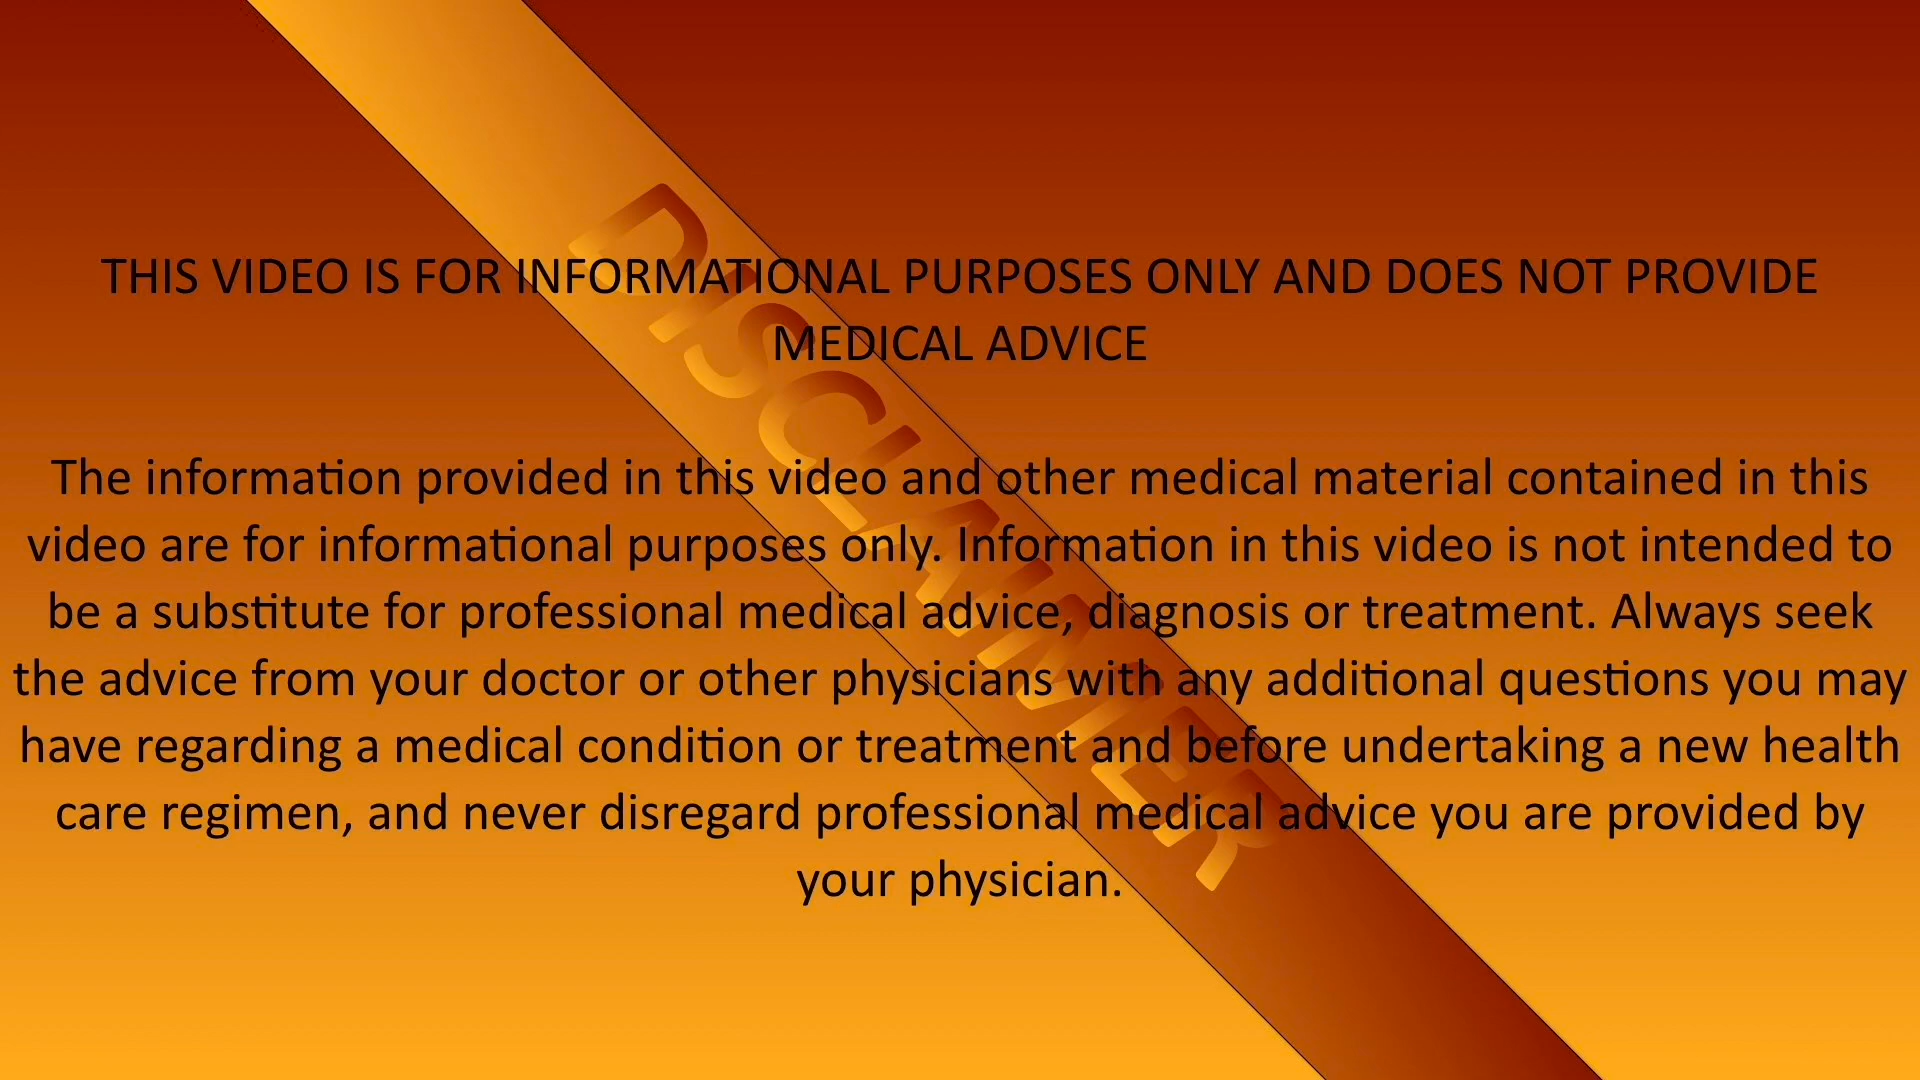 DISCLAIMER
THIS VIDEO IS FOR INFORMATIONAL PURPOSES ONLY AND DOES NOT PROVIDE
MEDICAL ADVICE
The information provided in this video and other medical material contained in this
video are for informational purposes only. Information in this video is not intended to
be a substitute for professional medical advice, diagnosis or treatment. Always seek
the advice from your doctor or other physicians with any additional questions you may
have regarding a medical condition or treatment and before undertaking a new health
care regimen, and never disregard professional medical advice you are provided by
your physician.